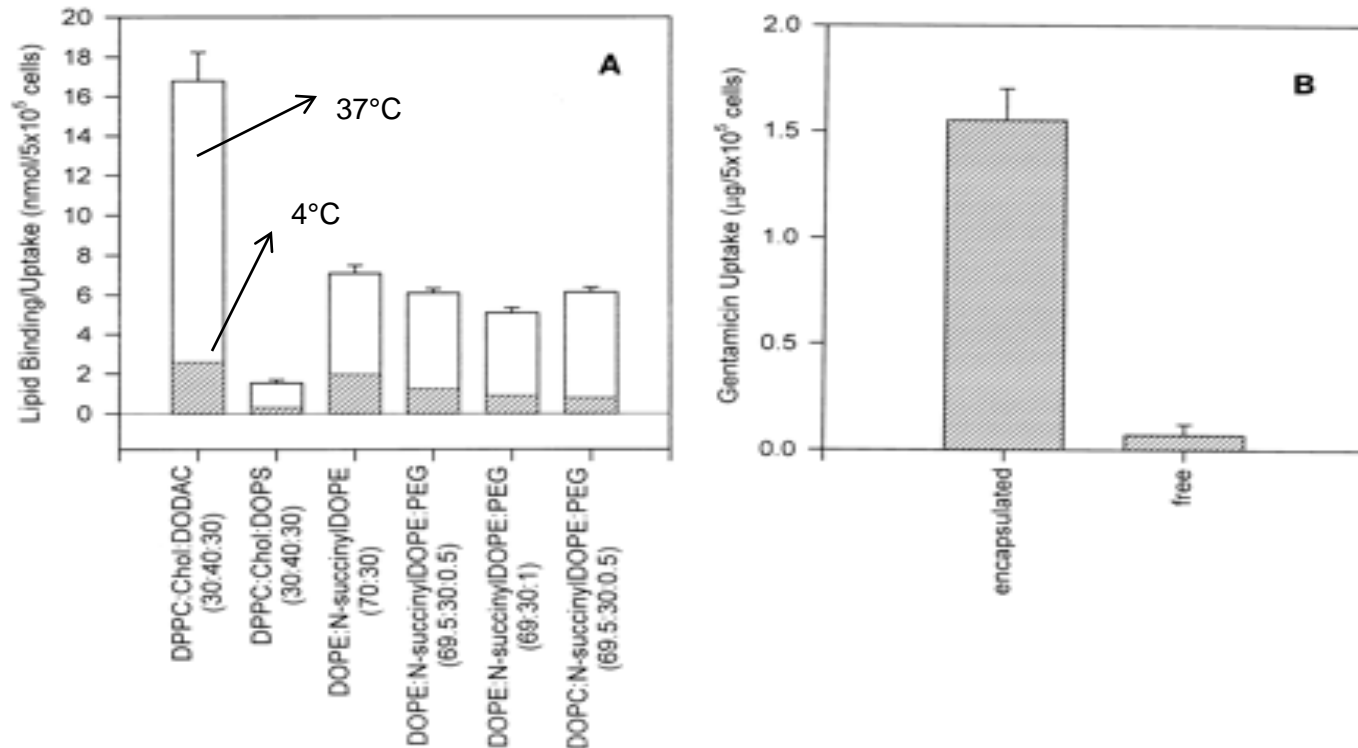 Lipid Binding/Uptake (nmol/5x10⁵ cells)
20
18
16
14
12
10
8
6
4
2
0
A
37°C
4°C
DPPC:Chol:DODAC
(30:40:30)
DPPC:Chol:DOPS
(30:40:30)
DOPE:N-succinylDOPE
(70:30)
DOPE:N-succinylDOPE:PEG
(69.5:30:0.5)
DOPE:N-succinylDOPE:PEG
(69:30:1)
DOPC:N-succinylDOPE:PEG
(69.5:30:0.5)
Gentamicin Uptake (µg/5x10⁵ cells)
2.0
1.5
1.0
0.5
0.0
B
encapsulated
free